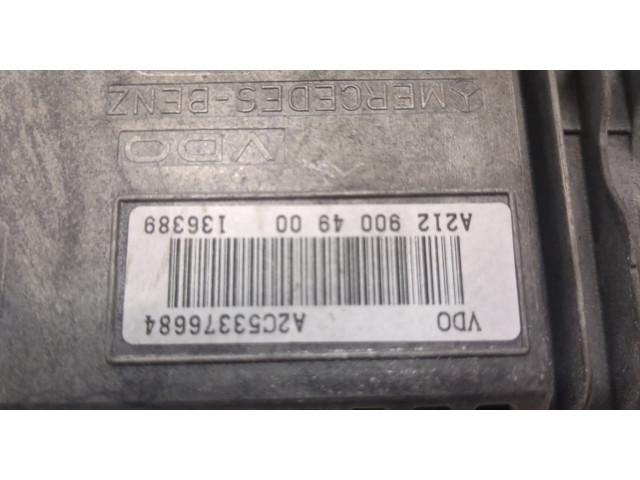 VDO A2C53376684
A212 900 49 00 136389
VDO
MERCEDES-BENZ